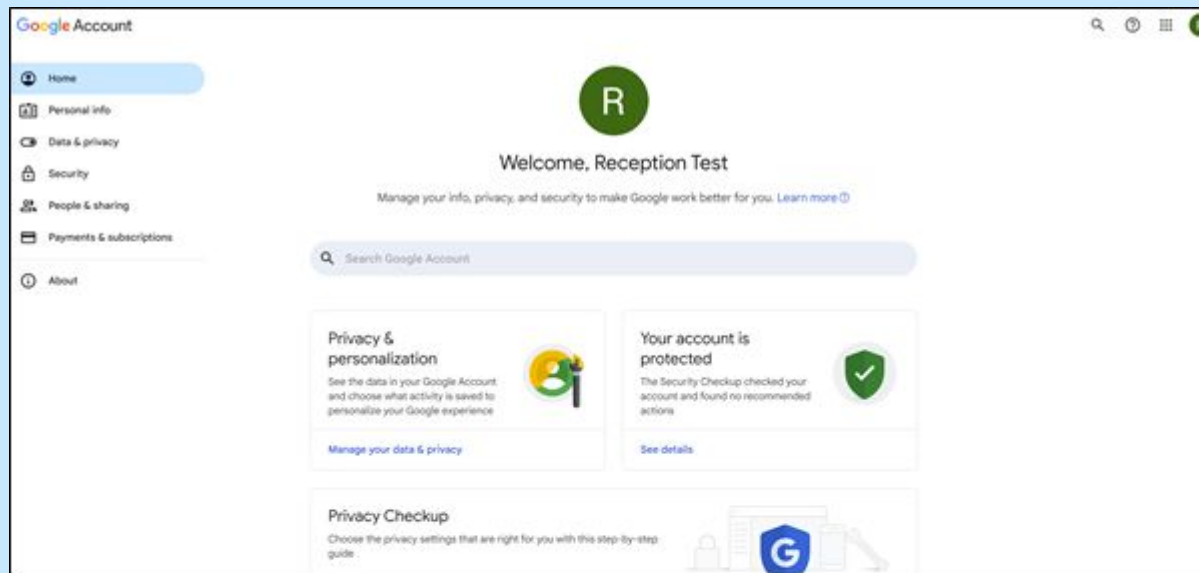 Google Account
Home
Personal info
Data & privacy
Security
People & sharing
Payments & subscriptions
About
R
Welcome, Reception Test
Manage your info, privacy, and security to make Google work better for you. Learn more
Search Google Account
Privacy &
personalization
See the data in your Google Account
and choose what activity is saved to
personalize your Google experience
Manage your data & privacy
Your account is
protected
The Security Checkup checked your
account and found no recommended
actions
See details
Privacy Checkup
Choose the privacy settings that are right for you with this step-by-step
guide
G